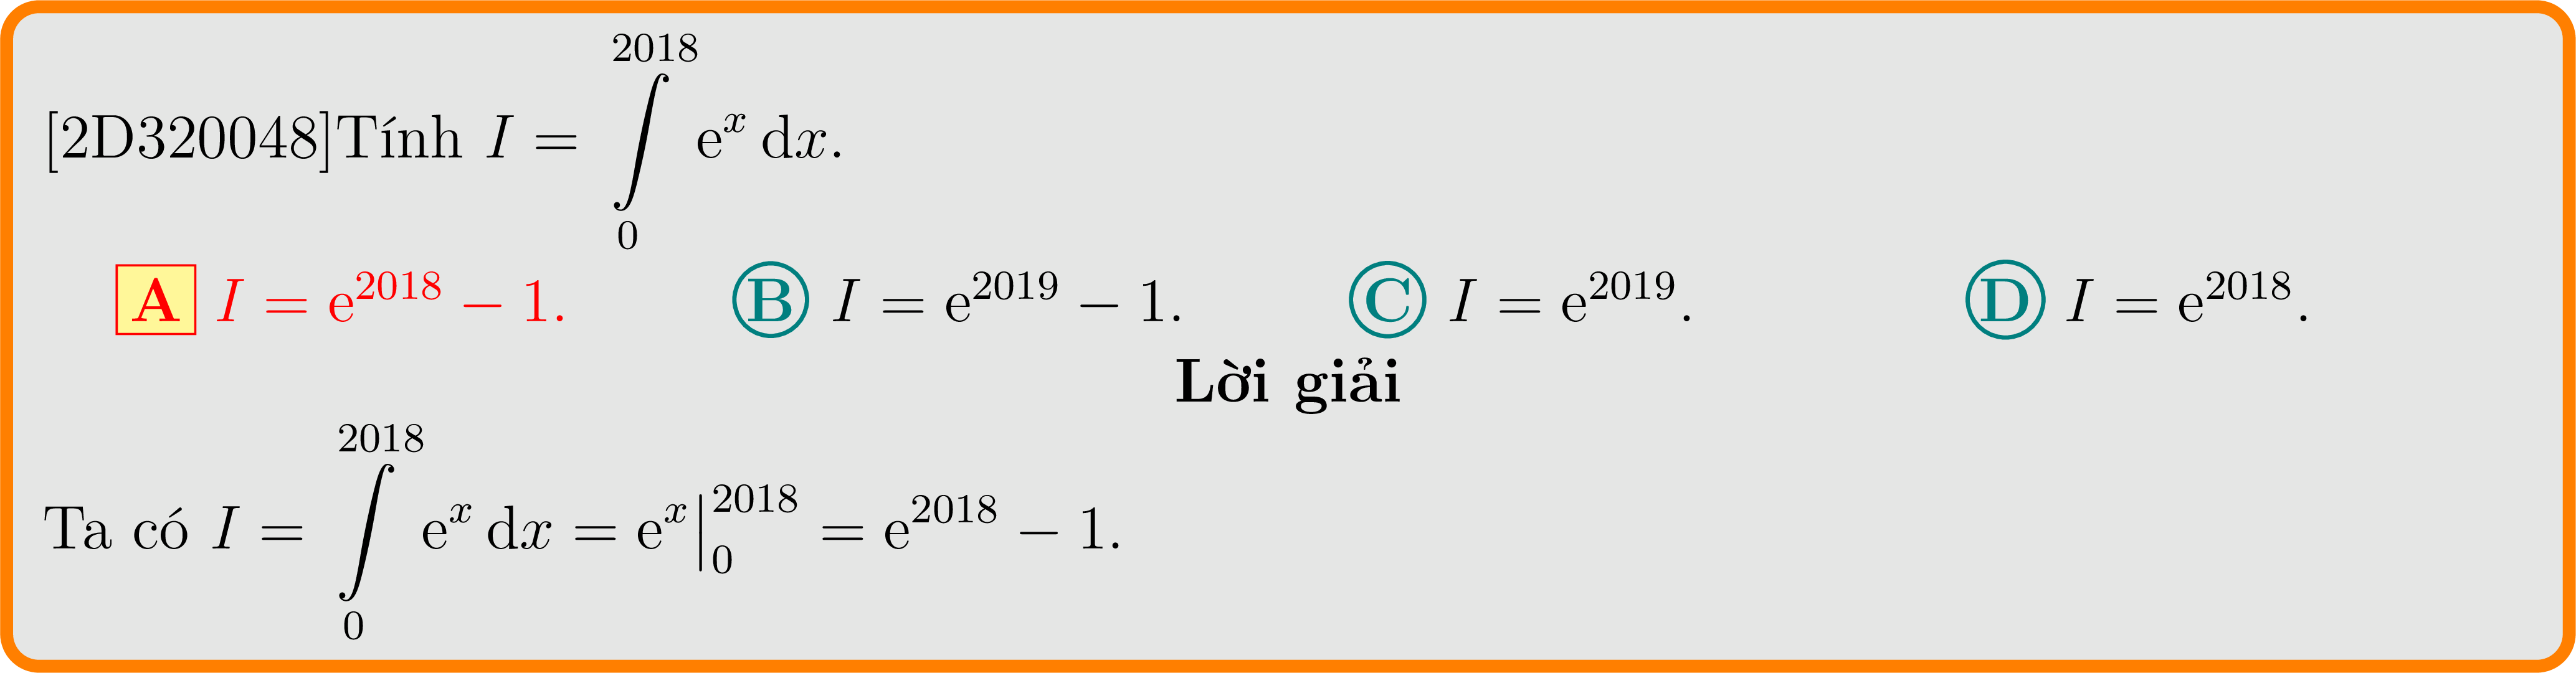 [2D320048]Tính $I = \int\limits_{0}^{2018} \mathrm{e}^x \, \mathrm{d}x.$
A $I = \mathrm{e}^{2018} - 1.$ B $I = \mathrm{e}^{2019} - 1.$ C $I = \mathrm{e}^{2019}.$ D $I = \mathrm{e}^{2018}.$
Lời giải
Ta có $I = \int\limits_{0}^{2018} \mathrm{e}^x \, \mathrm{d}x = \mathrm{e}^x \big|_{0}^{2018} = \mathrm{e}^{2018} - 1.$